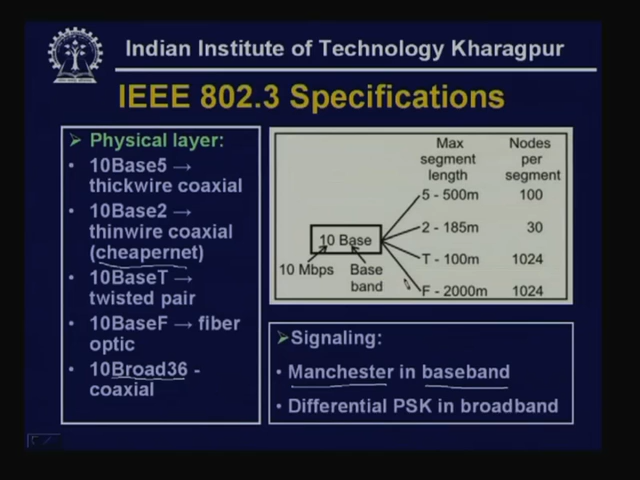 Indian Institute of Technology Kharagpur
IEEE 802.3 Specifications
Physical layer:
• 10Base5 →
thickwire coaxial
• 10Base2 →
thinwire coaxial
(cheapernet)
• 10BaseT →
twisted pair
• 10BaseF → fiber
optic
• 10Broad36 -
coaxial
Max
segment
length
Nodes
per
segment
5 - 500m 100
2 - 185m 30
10 Base
T - 100m 1024
10 Mbps
Base
band
F - 2000m 1024
Signaling:
• Manchester in baseband
• Differential PSK in broadband